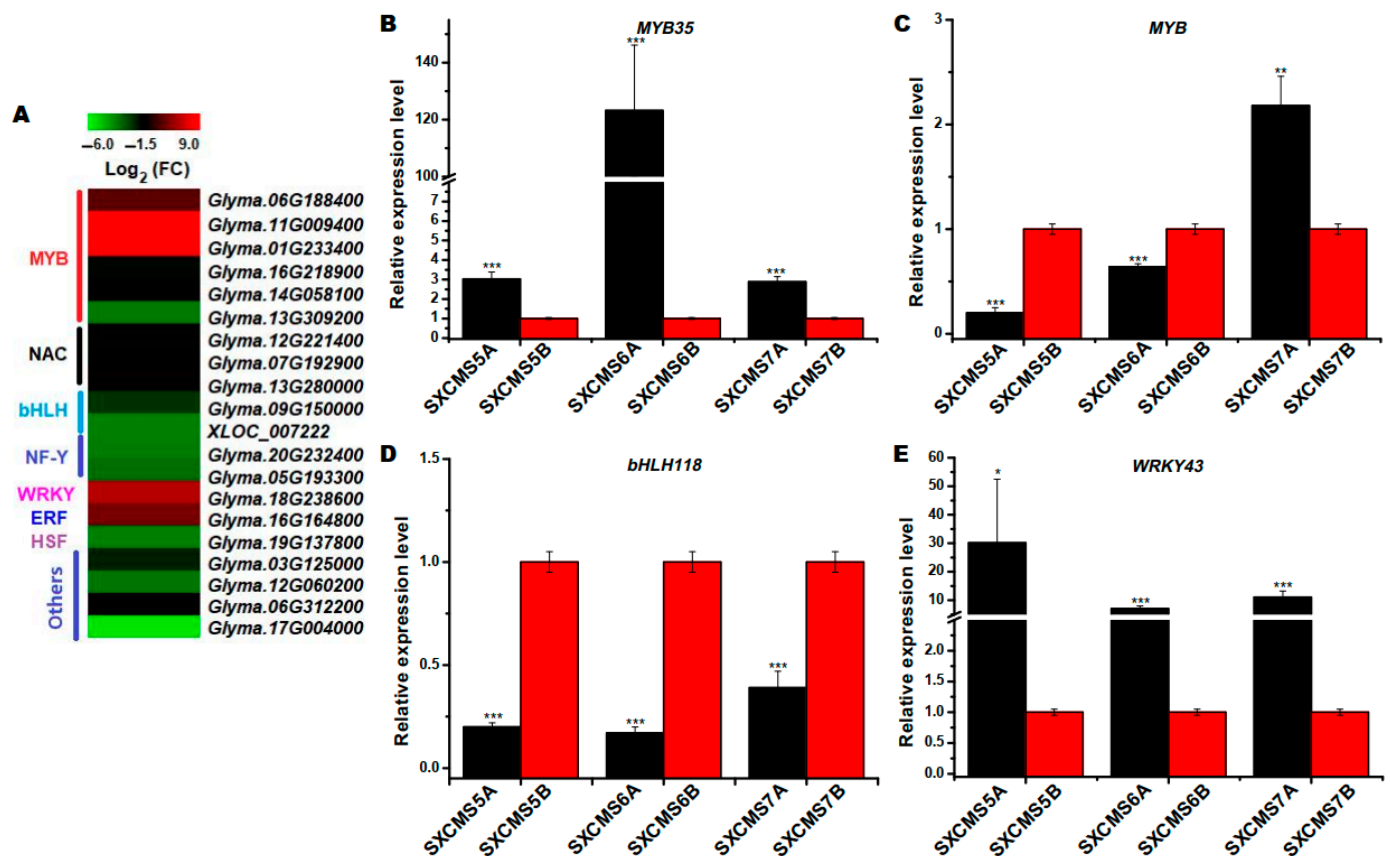 A
−6.0 −1.5 9.0
Log2 (FC)
MYB
NAC
bHLH
NF-Y
WRKY
ERF
HSF
Others
Glyma.06G188400
Glyma.11G009400
Glyma.01G233400
Glyma.16G218900
Glyma.14G058100
Glyma.13G309200
Glyma.12G221400
Glyma.07G192900
Glyma.13G280000
Glyma.09G150000
XLOC_007222
Glyma.20G232400
Glyma.05G193300
Glyma.18G238600
Glyma.16G164800
Glyma.19G137800
Glyma.03G125000
Glyma.12G060200
Glyma.06G312200
Glyma.17G004000
B
MYB35
Relative expression level
140
120
100
7
6
5
4
3
2
1
0
***
***
***
SXCMS5A
SXCMS5B
SXCMS6A
SXCMS6B
SXCMS7A
SXCMS7B
C
MYB
Relative expression level
3
2
1
0
***
***
**
SXCMS5A
SXCMS5B
SXCMS6A
SXCMS6B
SXCMS7A
SXCMS7B
D
bHLH118
Relative expression level
1.5
1.0
0.5
0.0
***
***
***
SXCMS5A
SXCMS5B
SXCMS6A
SXCMS6B
SXCMS7A
SXCMS7B
E
WRKY43
Relative expression level
60
50
40
30
20
10
2.0
1.5
1.0
0.5
0.0
*
***
***
SXCMS5A
SXCMS5B
SXCMS6A
SXCMS6B
SXCMS7A
SXCMS7B